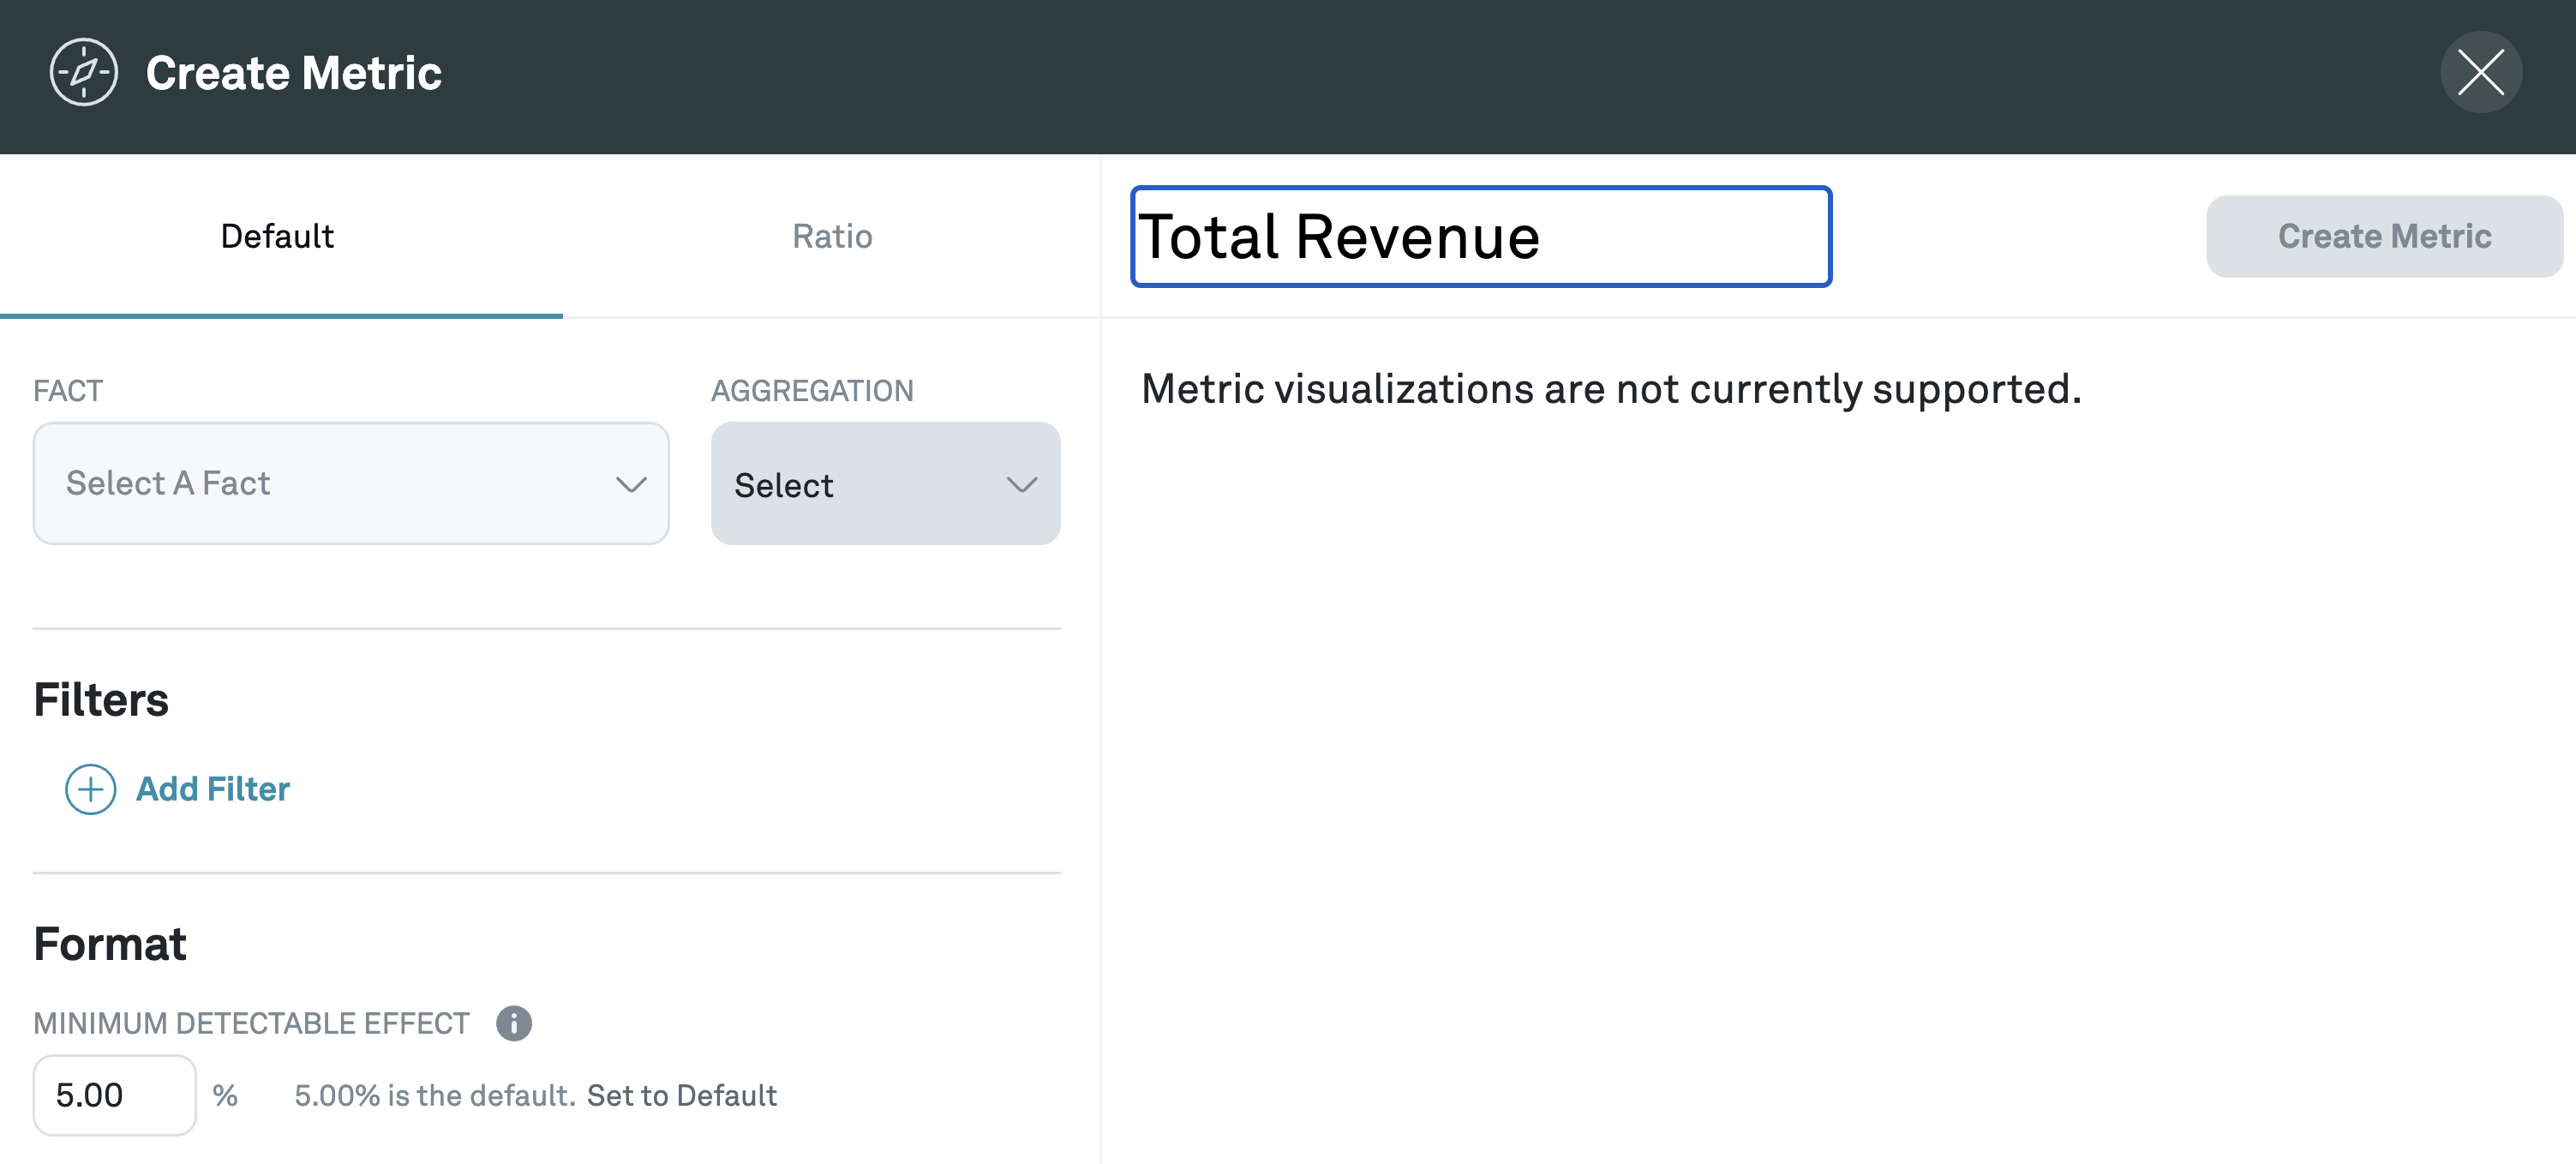 Create Metric
Default
Ratio
Total Revenue
Create Metric
FACT
AGGREGATION
Select A Fact
Select
Metric visualizations are not currently supported.
Filters
Add Filter
Format
MINIMUM DETECTABLE EFFECT
5.00 % 5.00% is the default. Set to Default